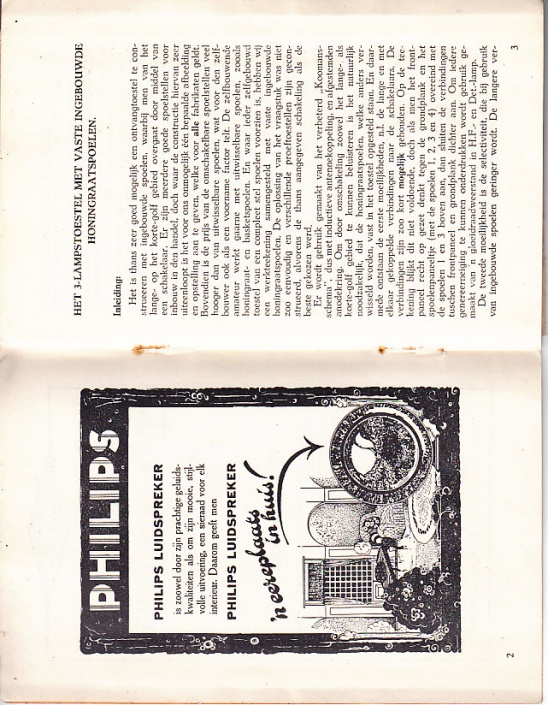 PHILIPS
PHILIPS LUIDSPREKER
is zoowel door zijn prachtige geluids-
kwaliteiten als om zijn mooie, stijl-
volle uitvoering, een sieraad voor elk
interieur. Daarom geeft men
PHILIPS LUIDSPREKER
'n eereplaats
in huis!
2
HET 3-LAMPSTOESTEL MET VASTE INGEBOUWDE
HONINGRAATSPOELEN.
Inleiding:
Het is thans zeer goed mogelijk een ontvangtoestel te con-
strueeren met ingebouwde spoelen, waarbij men van het
lange- op het korte-golf gebied overgaat door middel van
een schakelaar. Er zijn meerdere goede spoelstellen voor
inbouw in den handel, doch waar de constructie hiervan zeer
uiteenloopt is het voor ons onmogelijk één bepaalde afbeelding
en opstelling aan te geven, welke voor alle fabrikaten geldt.
Bovendien is de prijs van de omschakelbare spoelstellen veel
hooger dan van uitwisselbare spoelen, wat voor den zelf-
bouwer ook als een voorname factor telt. De zelfbouwende
amateur werkt gaarne met uitwisselbare spoelen, zooals
honingraat- en basketspoelen. En waar ieder zelfgebouwd
toestel van een compleet stel spoelen voorzien is, hebben wij
een werkteekening samengesteld met vaste ingebouwde
honingraatspoelen. De oplossing van het vraagstuk was niet
zoo eenvoudig en verschillende proeftoestellen zijn gecon-
strueerd, alvorens de thans aangegeven schakeling als de
beste gekozen werd.
Er wordt gebruik gemaakt van het verbeterd „Koomans-
schema", dus met inductieve antennekoppeling, en afgestemden
anodekring. Om door omschakeling zoowel het lange- als
korte-golf gebied te kunnen beluisteren is het natuurlijk
noodzakelijk, dat de honingraatspoelen, welke anders ver-
wisseld worden, vast in het toestel opgesteld staan. En daar-
mede ontstaan de eerste moeilijkheden, n.l. de lange en met
elkaar gekoppelde verbindingen naar de schakelaars. De
verbindingen zijn zoo kort mogelijk gehouden. Op de tee-
kening blijkt dit niet voldoende, doch als men het front-
paneel recht op gezet denkt tegen de grondplank en het
spoelenpaneeltje (met de spoelen 1, 2, 3 en 4) overeind met
de spoelen 1 en 3 boven aan, dan sluiten de verbindingen
tusschen frontpaneel en grondplank dichter aan. Om iedere
genereerneiging te kunnen onderdrukken wordt gebruik ge-
maakt van 'n gloeidraadweerstand in H.F.- en Det.-lamp.
De tweede moeilijkheid is de selectiviteit, die bij gebruik
van ingebouwde spoelen geringer wordt. De langere ver-
3